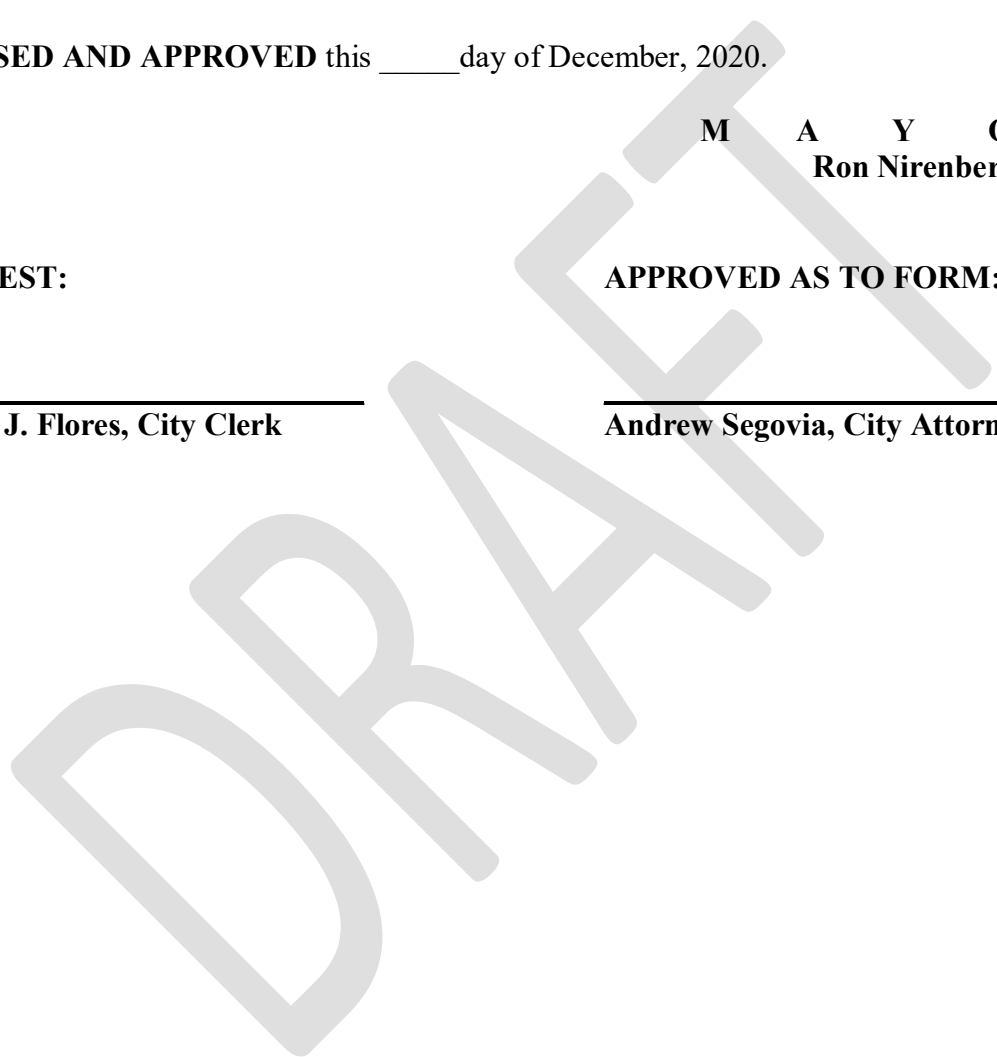 SED AND APPROVED this _____day of December, 2020.
M A Y O
Ron Nirenber
EST:
APPROVED AS TO FORM:
J. Flores, City Clerk
Andrew Segovia, City Attorn
DRAFT